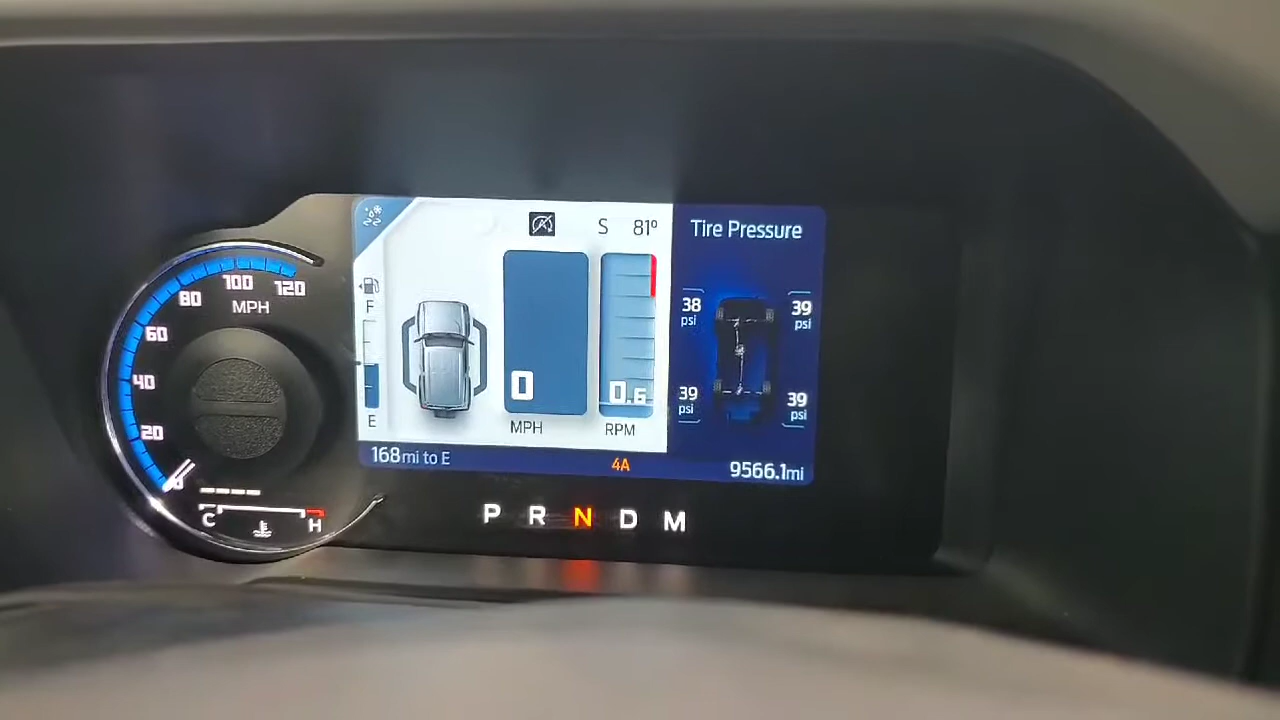 S 81°
Tire Pressure
100
80
120
MPH
60
40
20
0
C
H
F
E
0
MPH
0.6
RPM
38
psi
39
psi
39
psi
39
psi
168mi to E
4A
9566.1mi
P R N D M